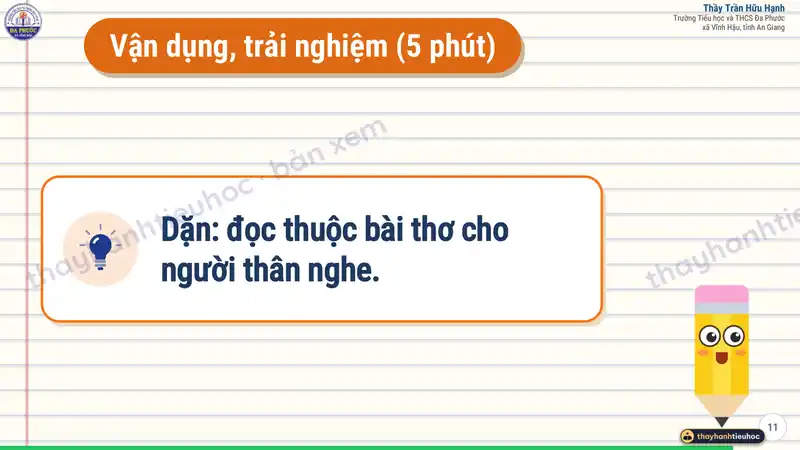 Thầy Trần Hữu Hạnh
Trường Tiểu học và THCS Đa Phước
xã Vĩnh Hậu, tỉnh An Giang
ĐA PHƯỚC
Vận dụng, trải nghiệm (5 phút)
thayhanhtieuhoc · bản xem
Dặn: đọc thuộc bài thơ cho
người thân nghe.
thayhanhtie
thayhanhtieuhoc
11